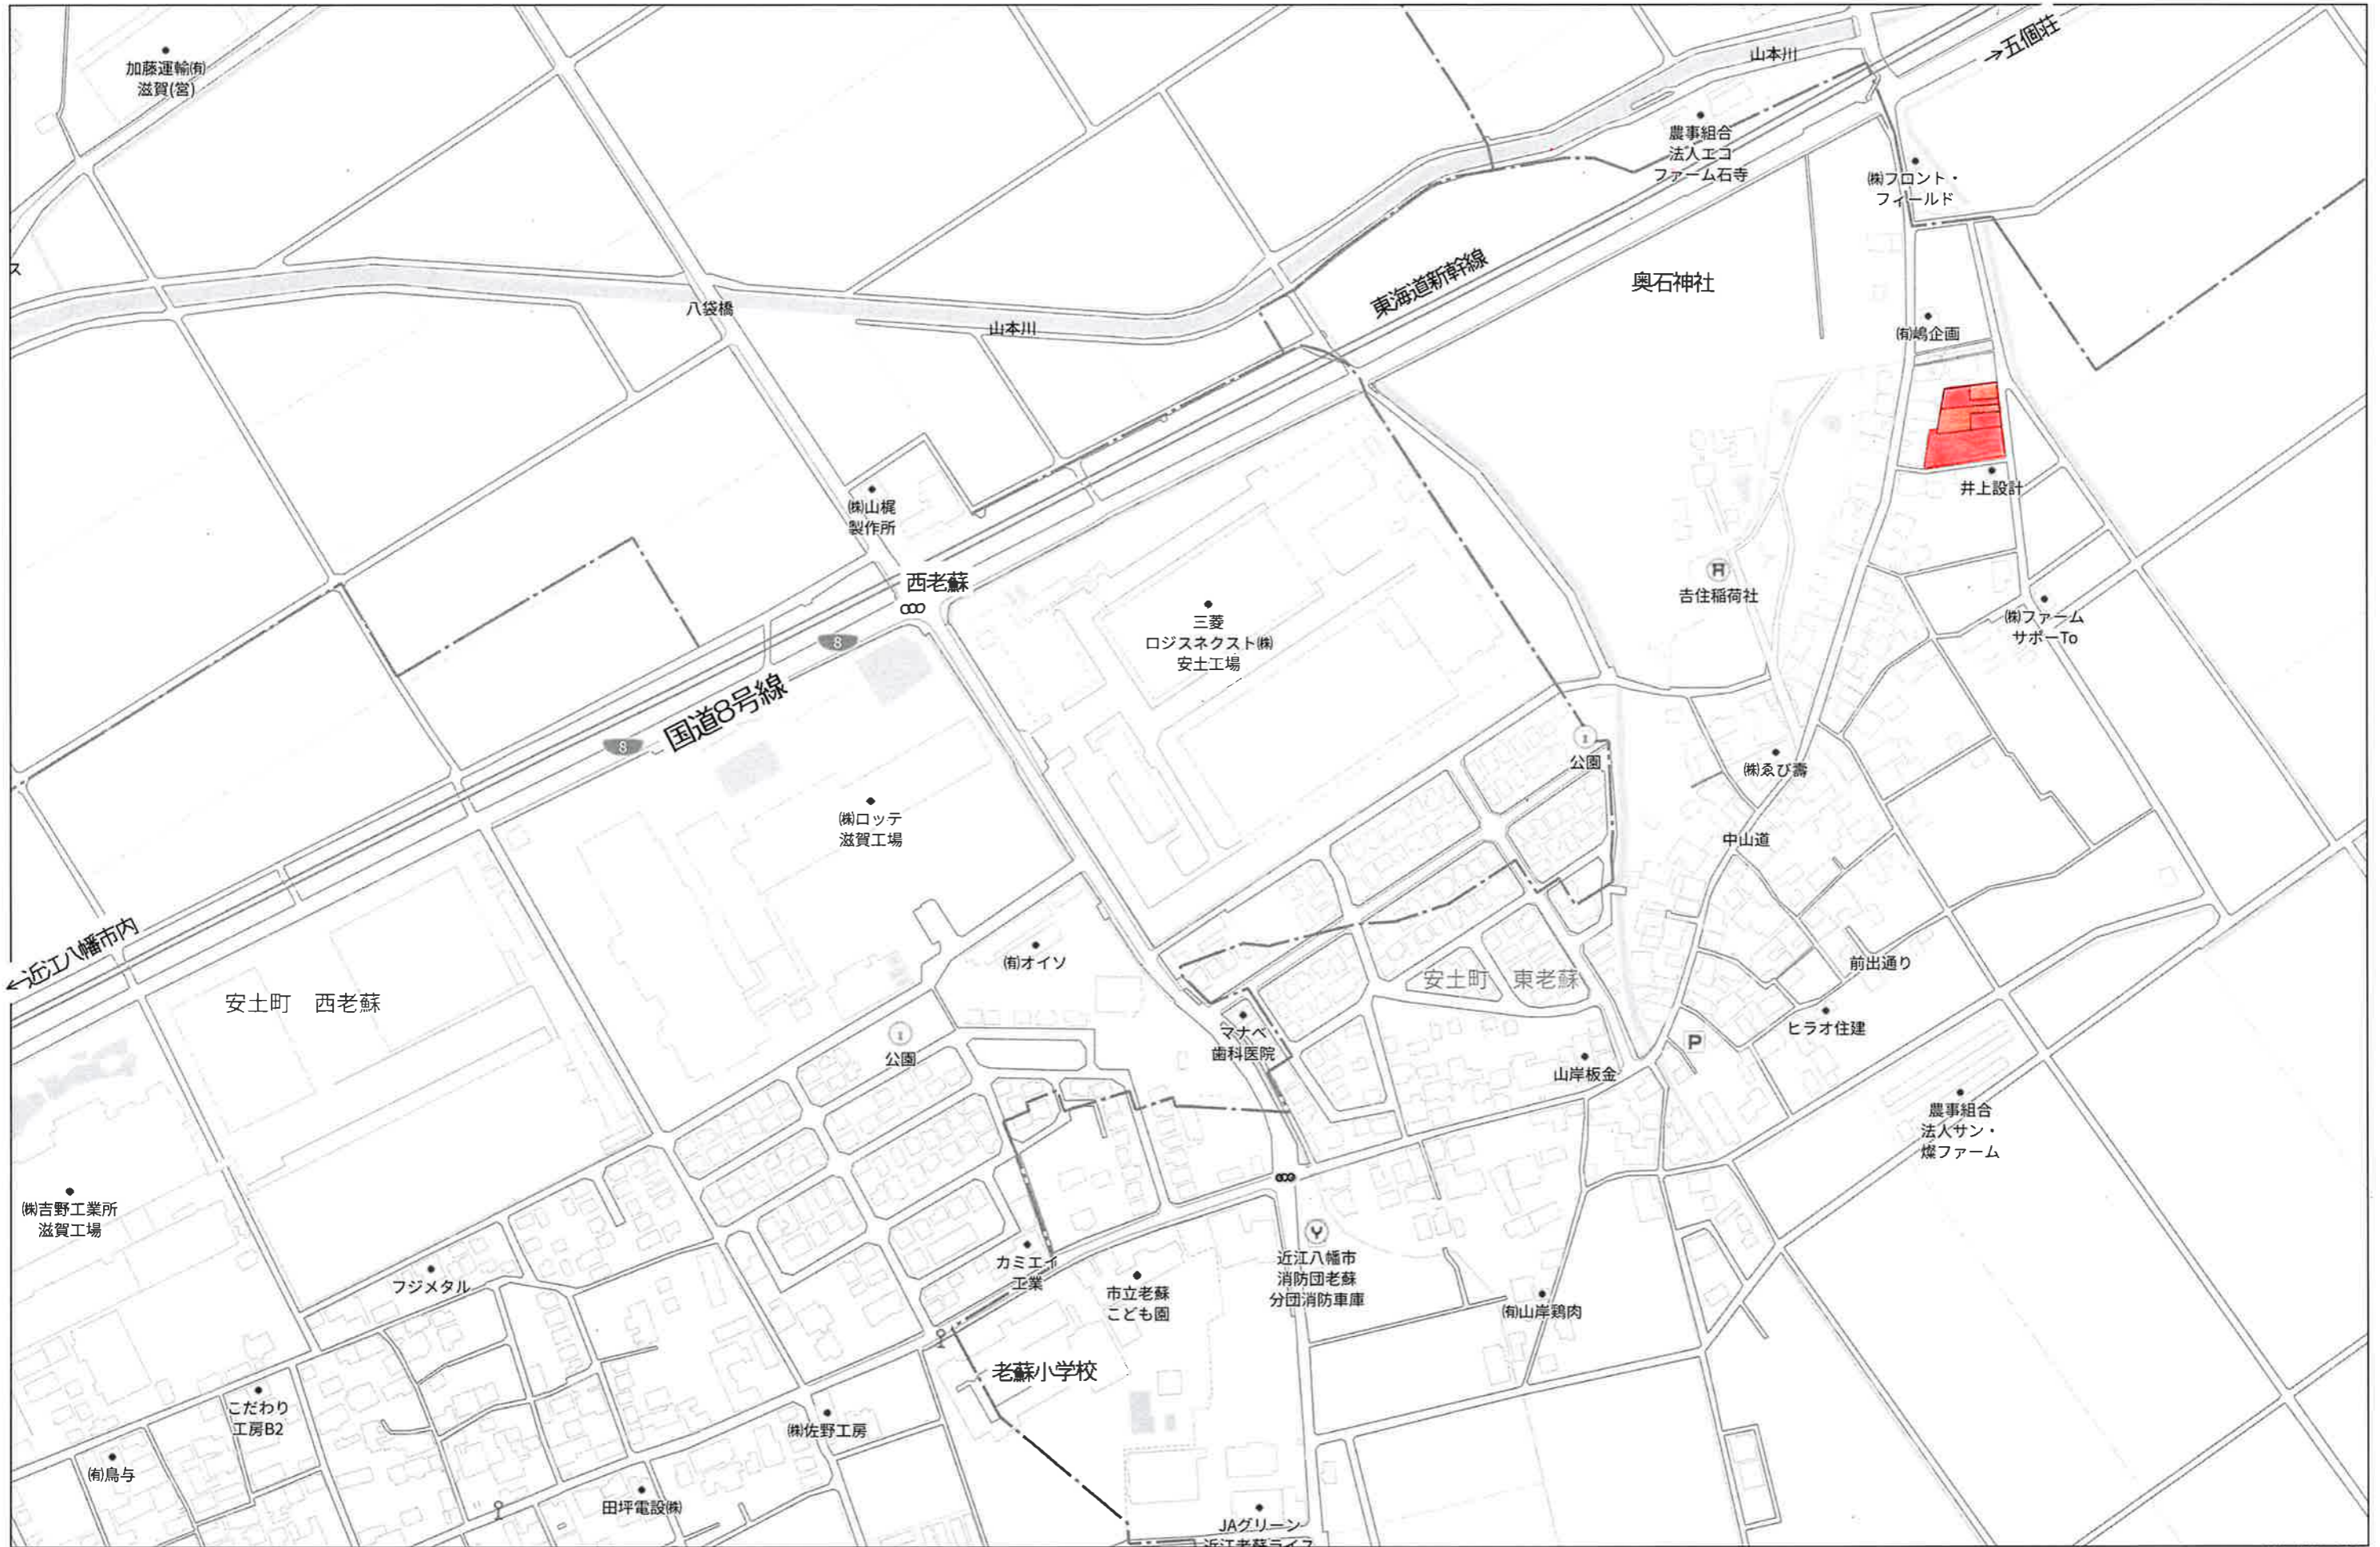 加藤運輸㈲
滋賀(営)
山本川
→五個荘
農事組合
法人エコ
ファーム石寺
㈱フロント・
フィールド
ス
八袋橋
山本川
東海道新幹線
奥石神社
㈲嶋企画
井上設計
㈱山梶
製作所
西老蘇
8
三菱
ロジスネクスト㈱
安土工場
吉住稲荷社
㈱ファーム
サポーTo
国道8号線
8
公園
㈱ゑび壽
㈱ロッテ
滋賀工場
中山道
←近江八幡市内
㈲オイソ
前出通り
安土町 西老蘇
安土町 東老蘇
マナベ
歯科医院
公園
ヒラオ住建
P
山岸板金
農事組合
法人サン・
燦ファーム
㈱吉野工業所
滋賀工場
フジメタル
カミエイ
工業
市立老蘇
こども園
Y
近江八幡市
消防団老蘇
分団消防車庫
㈲山岸鶏肉
老蘇小学校
こだわり
工房B2
㈱佐野工房
㈲鳥与
田坪電設㈱
JAグリーン
近江老蘇ライス